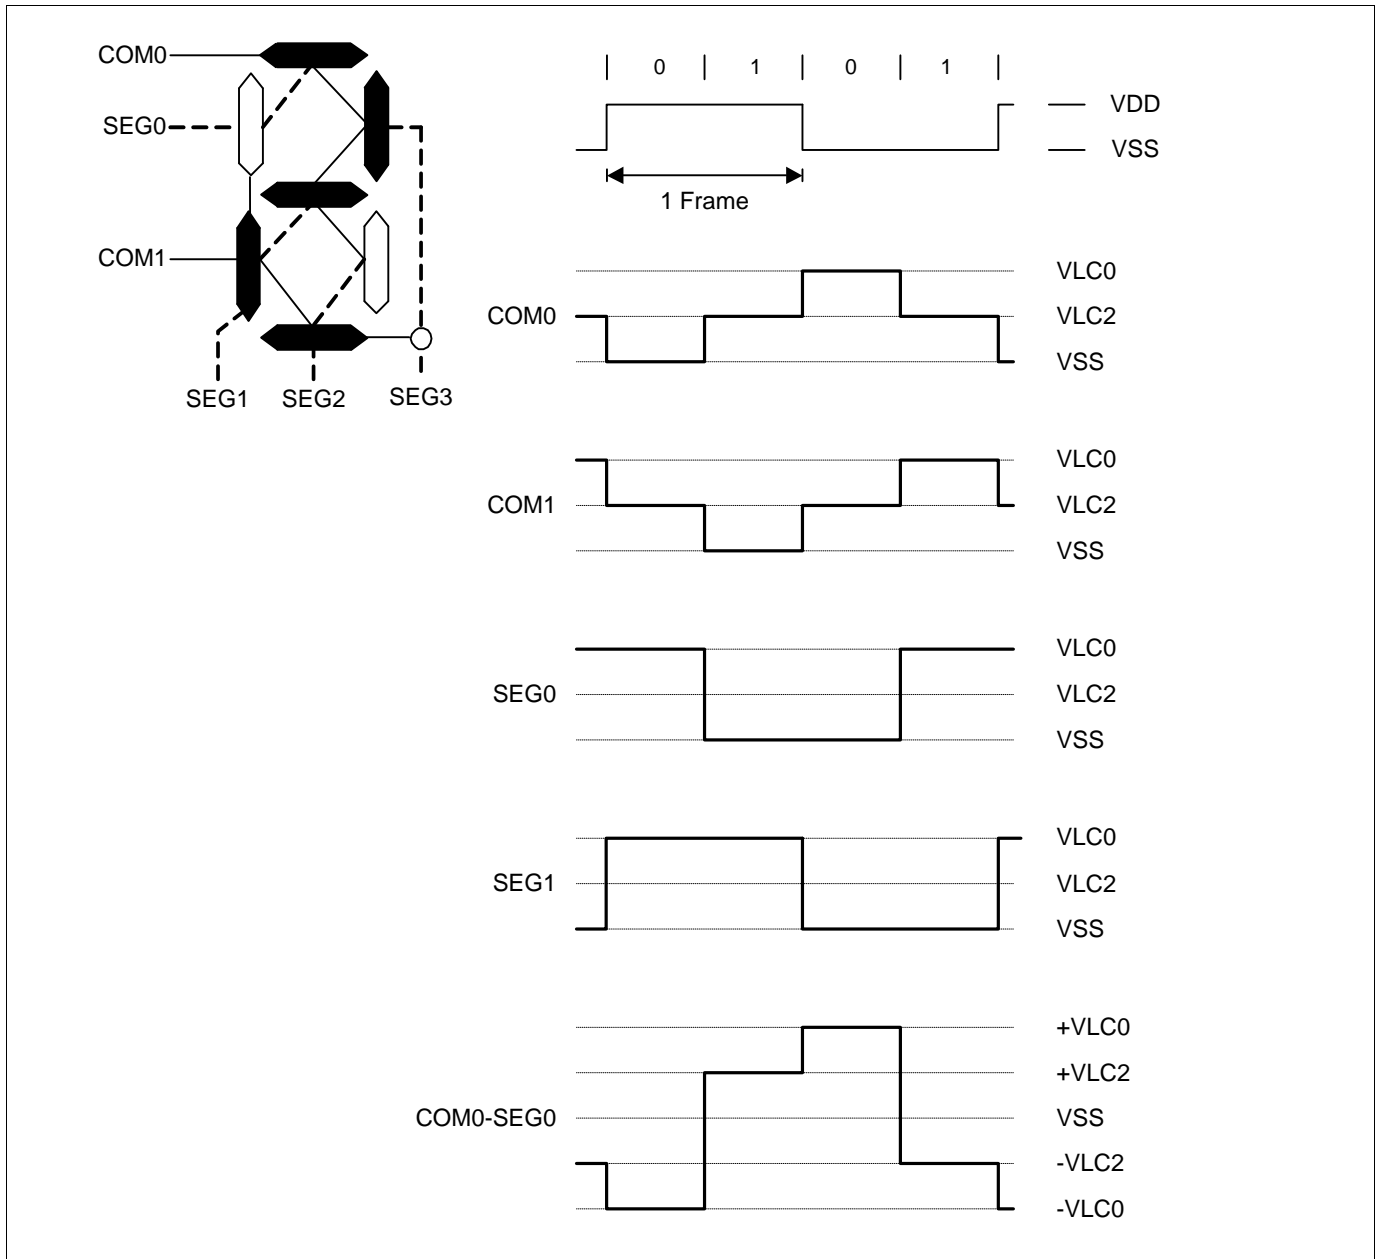 COM0
SEG0
COM1
SEG1 SEG2 SEG3
0 1 0 1
VDD
VSS
1 Frame
COM0
VLC0
VLC2
VSS
COM1
VLC0
VLC2
VSS
SEG0
VLC0
VLC2
VSS
SEG1
VLC0
VLC2
VSS
COM0-SEG0
+VLC0
+VLC2
VSS
-VLC2
-VLC0